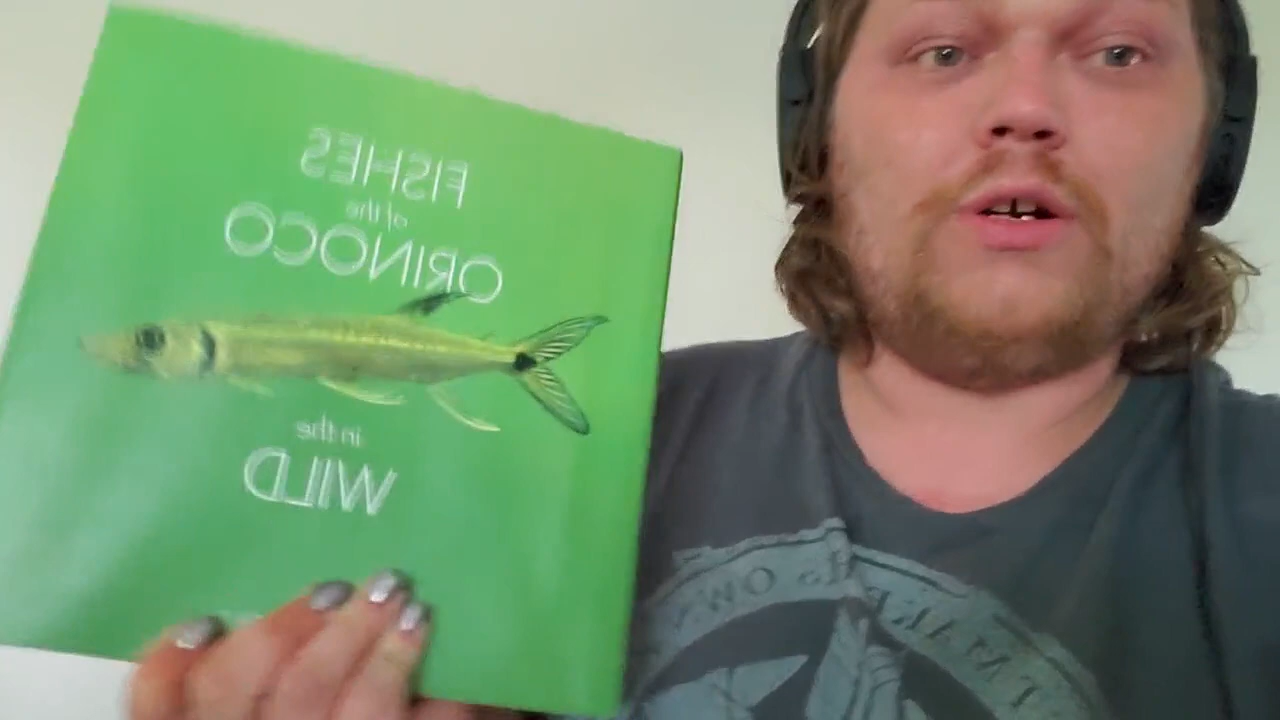 FISHES
of the
ORINOCO
in the
WILD